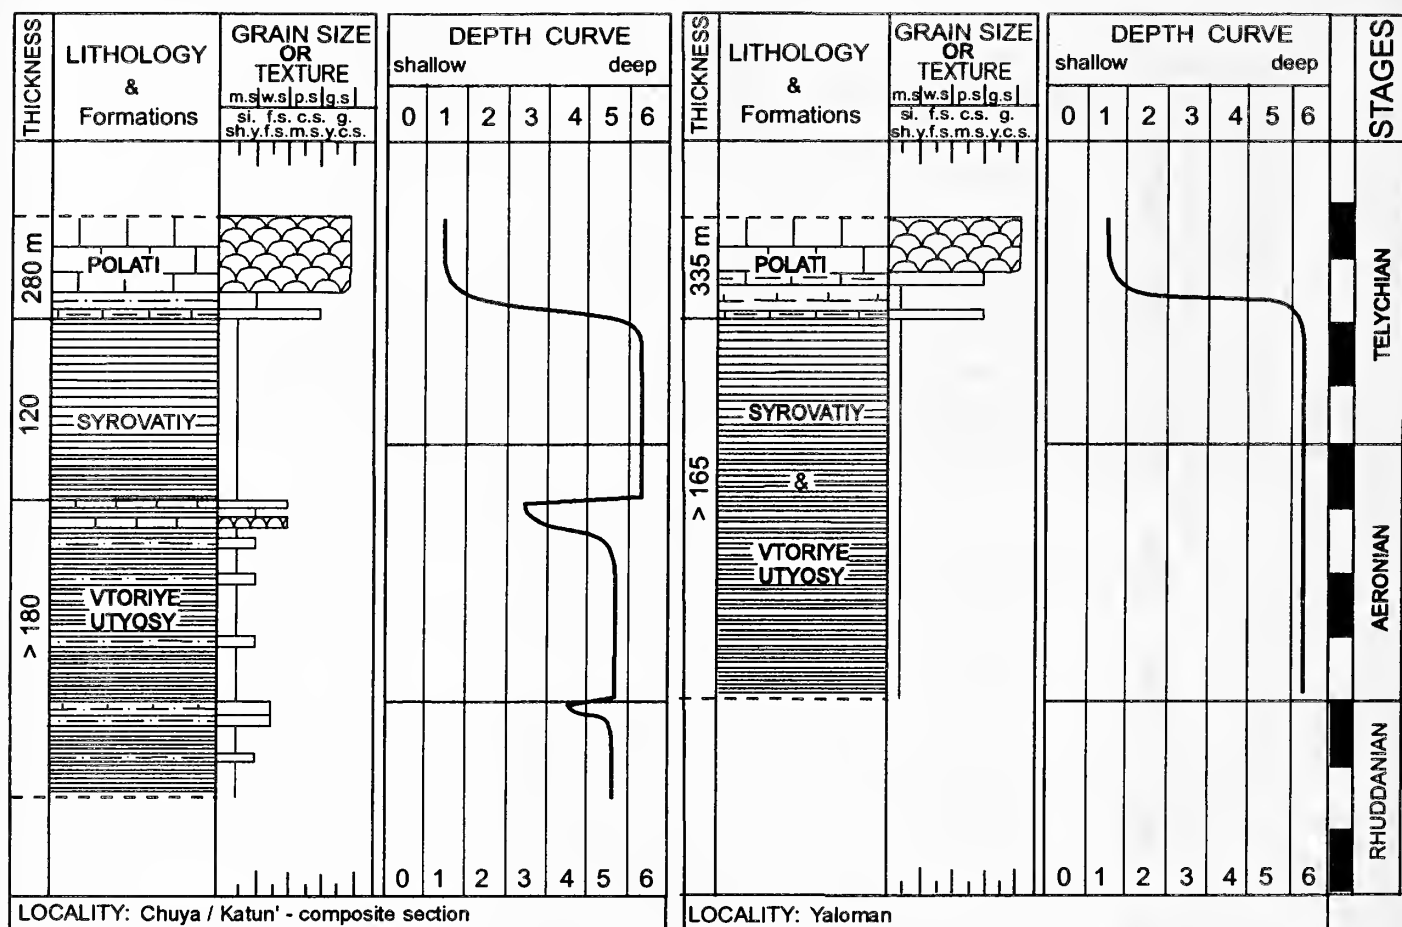 THICKNESS
LITHOLOGY
&
Formations
GRAIN SIZE
OR
TEXTURE
m.s w.s p.s g.s
si. f.s. c.s. g.
sh.y.f.s.m.s.y.c.s.
DEPTH CURVE
shallow deep
0 1 2 3 4 5 6
280 m
120
> 180
POLATI
SYROVATIY
VTORIYE
UTYOSY
0 1 2 3 4 5 6
LOCALITY: Chuya / Katun' - composite section
THICKNESS
LITHOLOGY
&
Formations
GRAIN SIZE
OR
TEXTURE
m.s w.s p.s g.s
si. f.s. c.s. g.
sh.y.f.s.m.s.y.c.s.
DEPTH CURVE
shallow deep
0 1 2 3 4 5 6
335 m
> 165
POLATI
SYROVATIY
&
VTORIYE
UTYOSY
0 1 2 3 4 5 6
LOCALITY: Yaloman
STAGES
TELYCHIAN
AERONIAN
RHUDDANIAN